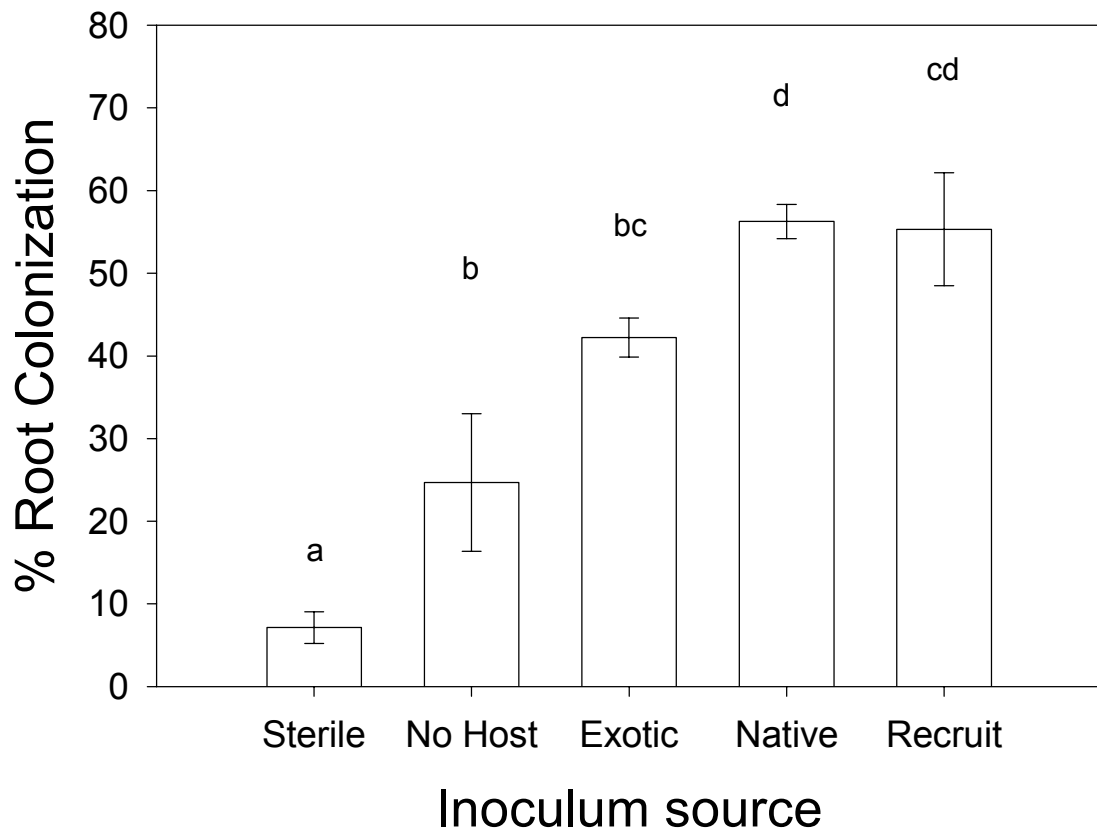 80
70
60
50
40
30
20
10
0
% Root Colonization
a
b
bc
d
cd
Sterile No Host Exotic Native Recruit
Inoculum source